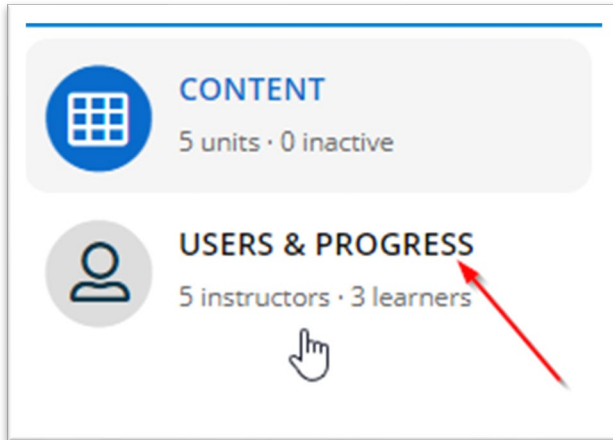 CONTENT
5 units · 0 inactive
USERS & PROGRESS
5 instructors · 3 learners